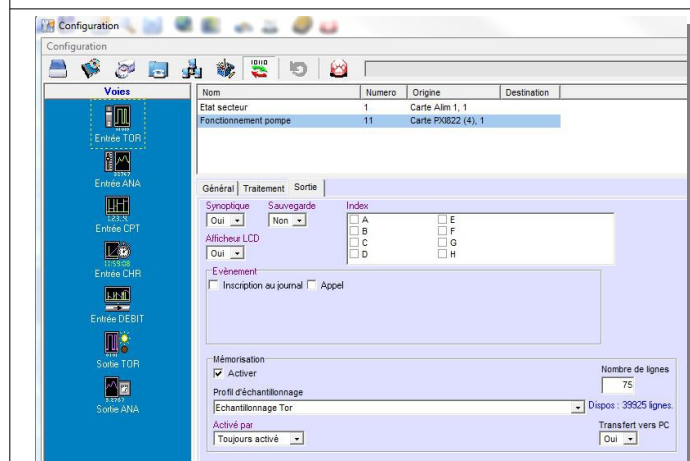 Configuration
Configuration
Voies
Entrée TOR
Entrée ANA
Entrée CPT
Entrée CHR
Entrée DEBIT
Sortie TOR
Sortie ANA
Nom Numero Origine Destination
Etat secteur 1 Carte Alim 1, 1
Fonctionnement pompe 11 Carte PXI822 (4), 1
Général Traitement Sortie
Synoptique Sauvegarde Index
Oui Non A E
B F
Afficheur LCD C G
Oui D H
Evènement
Inscription au journal Appel
Mémorisation
Activer Nombre de lignes
75
Profil d'échantillonnage
Echantillonnage Tor Dispos : 39925 lignes.
Activé par Transfert vers PC
Toujours activé Oui